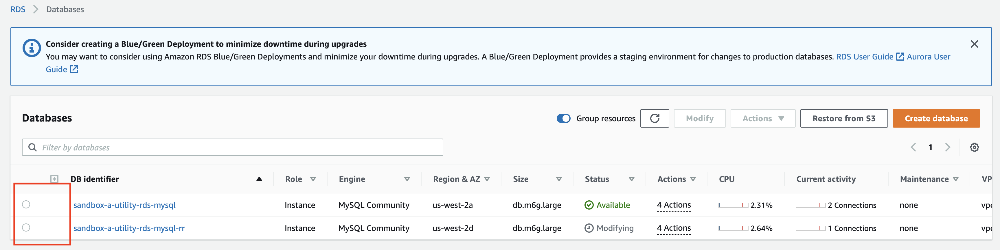 RDS > Databases
Consider creating a Blue/Green Deployment to minimize downtime during upgrades
You may want to consider using Amazon RDS Blue/Green Deployments and minimize your downtime during upgrades. A Blue/Green Deployment provides a staging environment for changes to production databases. RDS User Guide Aurora User
Guide
Databases Group resources Modify Actions Restore from S3 Create database
Filter by databases 1
DB identifier Role Engine Region & AZ Size Status Actions CPU Current activity Maintenance VP
sandbox-a-utility-rds-mysql Instance MySQL Community us-west-2a db.m6g.large Available 4 Actions 2.31% 2 Connections none vpc
sandbox-a-utility-rds-mysql-rr Instance MySQL Community us-west-2d db.m6g.large Modifying 4 Actions 2.64% 1 Connections none vpc